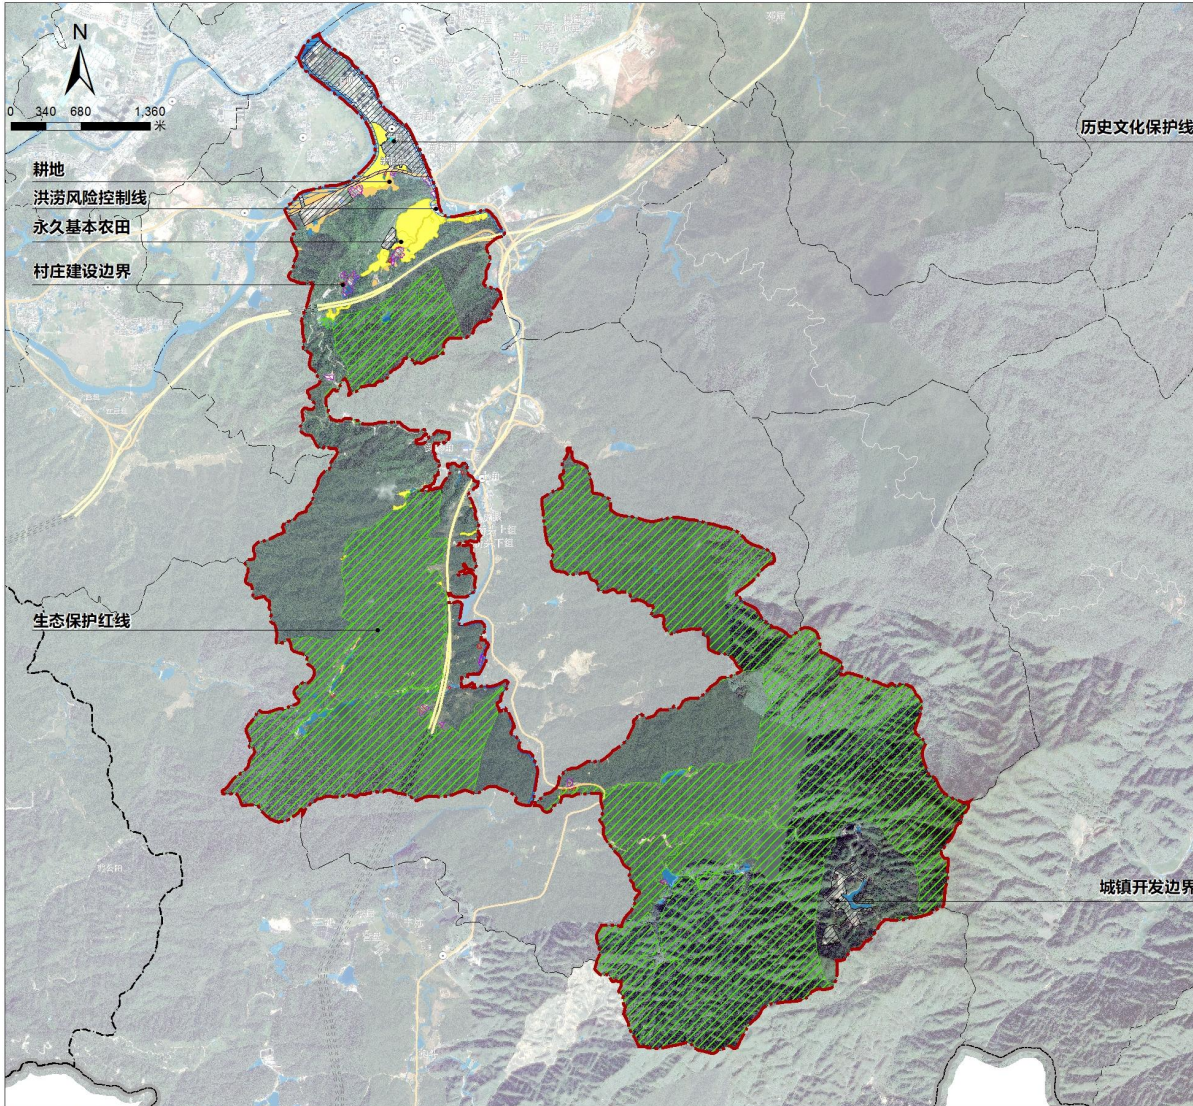 N
0 340 680 1,360
米
历史文化保护线
耕地
洪涝风险控制线
永久基本农田
村庄建设边界
生态保护红线
城镇开发边界